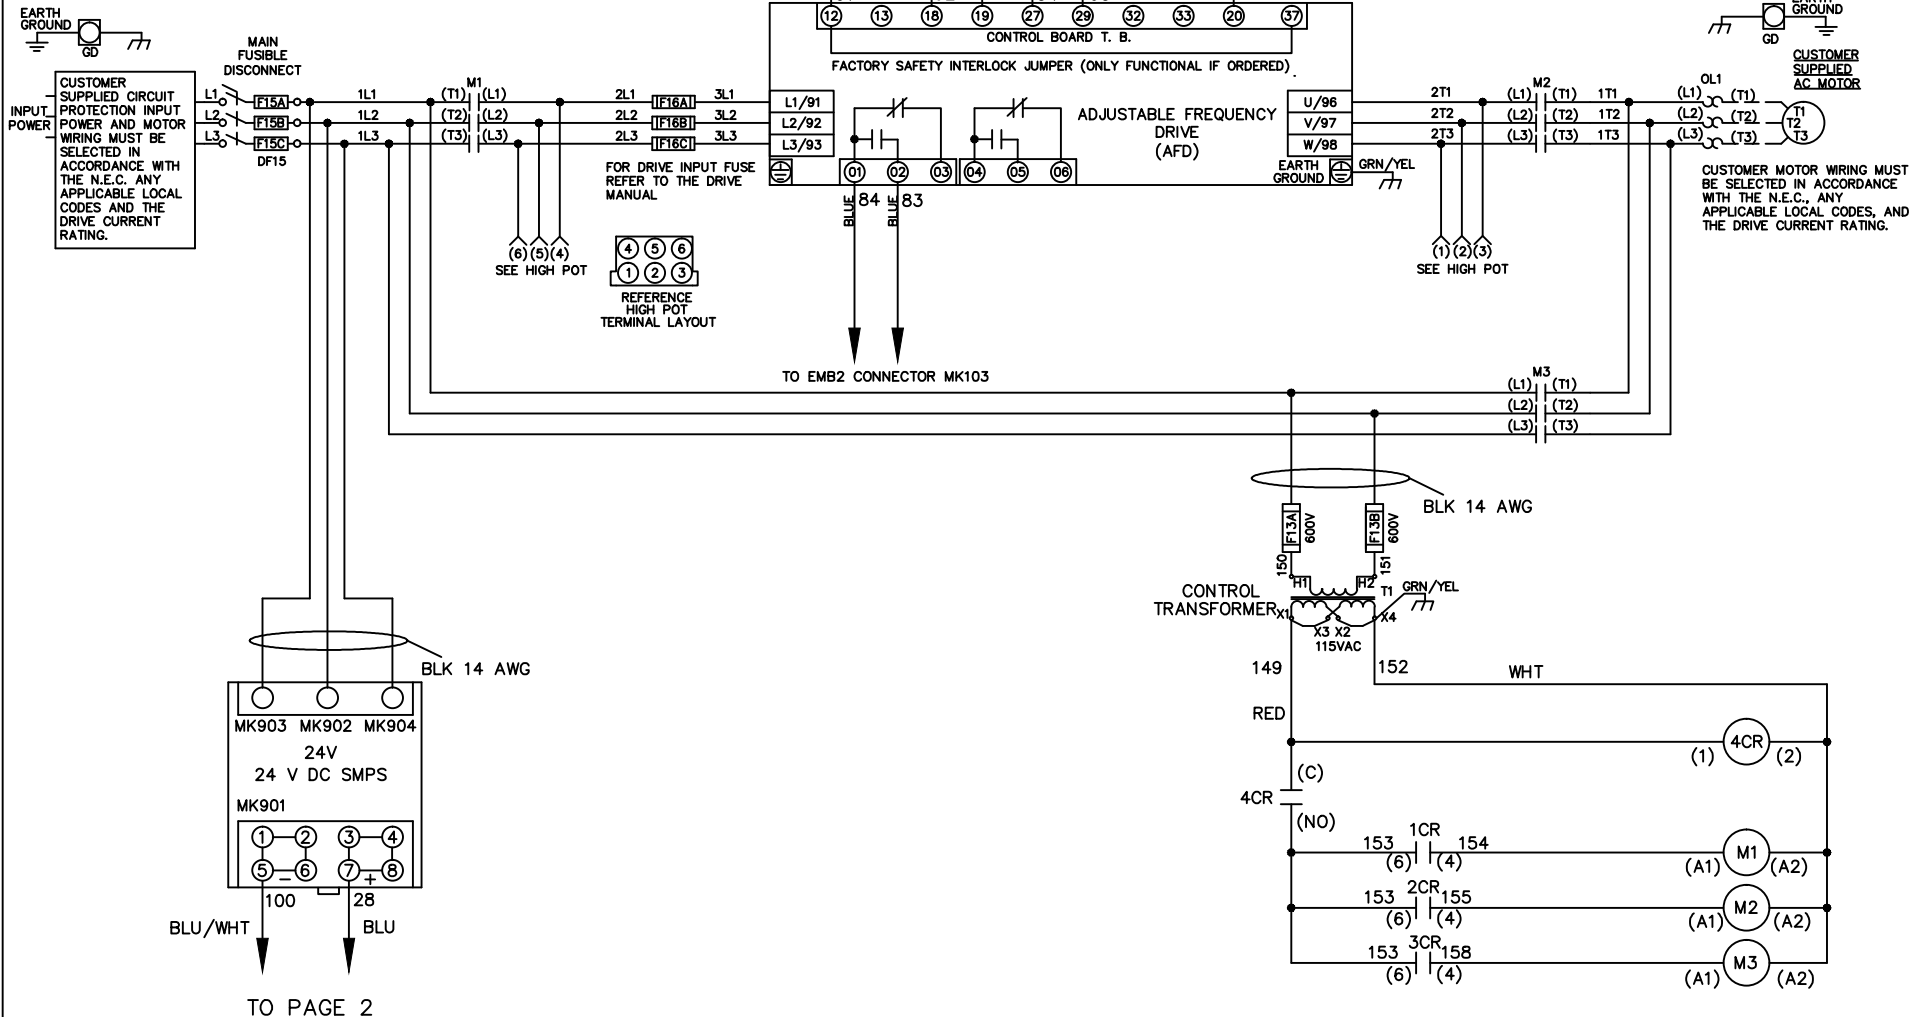 EARTH
GROUND
GD
MAIN
FUSIBLE
DISCONNECT
INPUT
POWER
CUSTOMER
SUPPLIED CIRCUIT
PROTECTION INPUT
POWER AND MOTOR
WIRING MUST BE
SELECTED IN
ACCORDANCE WITH
THE N.E.C. ANY
APPLICABLE LOCAL
CODES AND THE
DRIVE CURRENT
RATING.
L1 F15A 1L1 (T1) M1 (L1) 2L1 F16A 3L1 L1/91
L2 F15B 1L2 (T2) (L2) 2L2 F16B 3L2 L2/92
L3 F15C 1L3 (T3) (L3) 2L3 F16C 3L3 L3/93
DF15
FOR DRIVE INPUT FUSE
REFER TO THE DRIVE
MANUAL
(6) (5) (4)
SEE HIGH POT
4 5 6
1 2 3
REFERENCE
HIGH POT
TERMINAL LAYOUT
12 13 18 19 27 29 32 33 20 37
CONTROL BOARD T. B.
FACTORY SAFETY INTERLOCK JUMPER (ONLY FUNCTIONAL IF ORDERED)
ADJUSTABLE FREQUENCY
DRIVE
(AFD)
01 02 03 04 05 06
BLUE 84 BLUE 83
TO EMB2 CONNECTOR MK103
U/96 2T1 (L1) M2 (T1) 1T1 (L1) OL1 (T1)
V/97 2T2 (L2) (T2) 1T2 (L2) (T2)
W/98 2T3 (L3) (T3) 1T3 (L3) (T3)
EARTH
GROUND
GRN/YEL
(1) (2) (3)
SEE HIGH POT
GROUND
GD
CUSTOMER
SUPPLIED
AC MOTOR
T1
T2
T3
CUSTOMER MOTOR WIRING MUST
BE SELECTED IN ACCORDANCE
WITH THE N.E.C., ANY
APPLICABLE LOCAL CODES, AND
THE DRIVE CURRENT RATING.
M3
(L1) (T1)
(L2) (T2)
(L3) (T3)
BLK 14 AWG
F13A 600V F13B 600V
150 151
H1 H2 T1 GRN/YEL
CONTROL
TRANSFORMER
X1 X3 X2 X4
115VAC
149 152 WHT
RED
(1) 4CR (2)
(C)
4CR
(NO)
153 1CR 154
(6) (4) (A1) M1 (A2)
153 2CR 155
(6) (4) (A1) M2 (A2)
153 3CR 158
(6) (4) (A1) M3 (A2)
BLK 14 AWG
MK903 MK902 MK904
24V
24 V DC SMPS
MK901
1 2 3 4
5 - 6 7 + 8
100 28
BLU/WHT BLU
TO PAGE 2